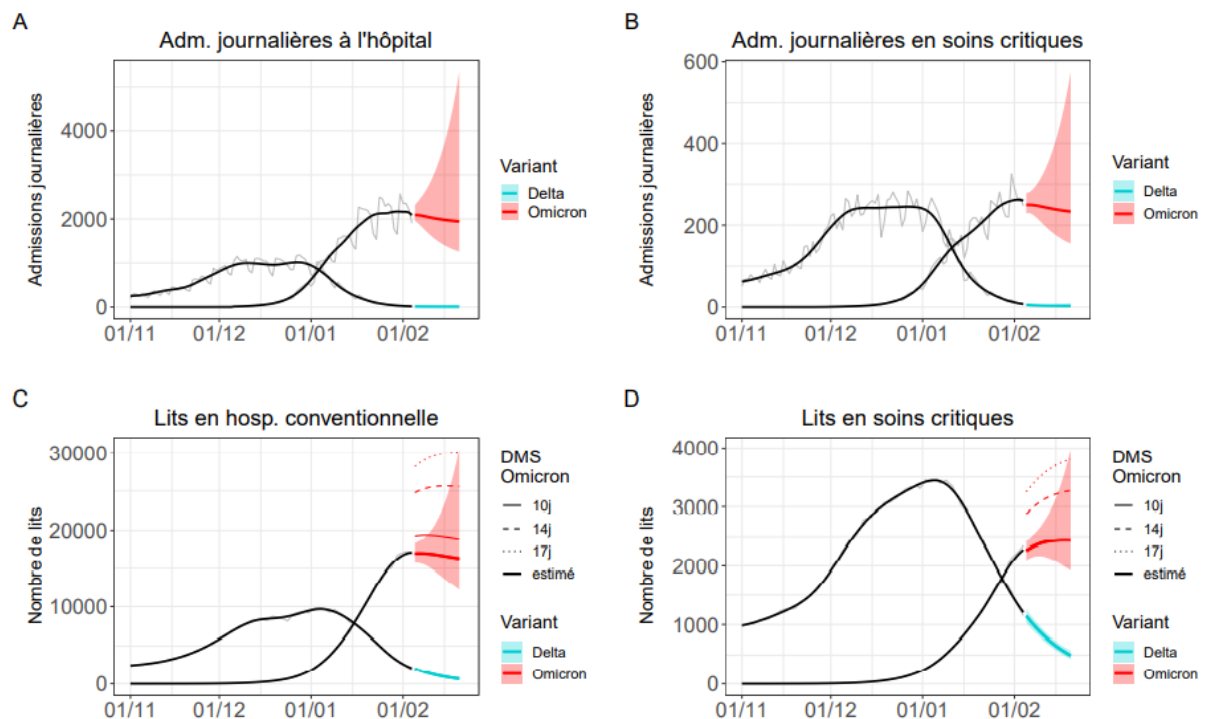 A
Adm. journalières à l'hôpital
Admissions journalières
4000
2000
0
01/11
01/12
01/01
01/02
Variant
Delta
Omicron
B
Adm. journalières en soins critiques
Admissions journalières
600
400
200
0
01/11
01/12
01/01
01/02
Variant
Delta
Omicron
C
Lits en hosp. conventionnelle
Nombre de lits
30000
20000
10000
0
01/11
01/12
01/01
01/02
DMS
Omicron
10j
14j
17j
estimé
Variant
Delta
Omicron
D
Lits en soins critiques
Nombre de lits
4000
3000
2000
1000
0
01/11
01/12
01/01
01/02
DMS
Omicron
10j
14j
17j
estimé
Variant
Delta
Omicron